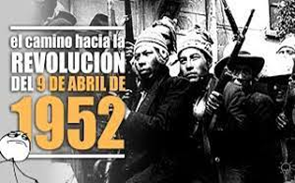 el camino hacia la
REVOLUCIÓN
DEL 9 DE ABRIL DE
1952